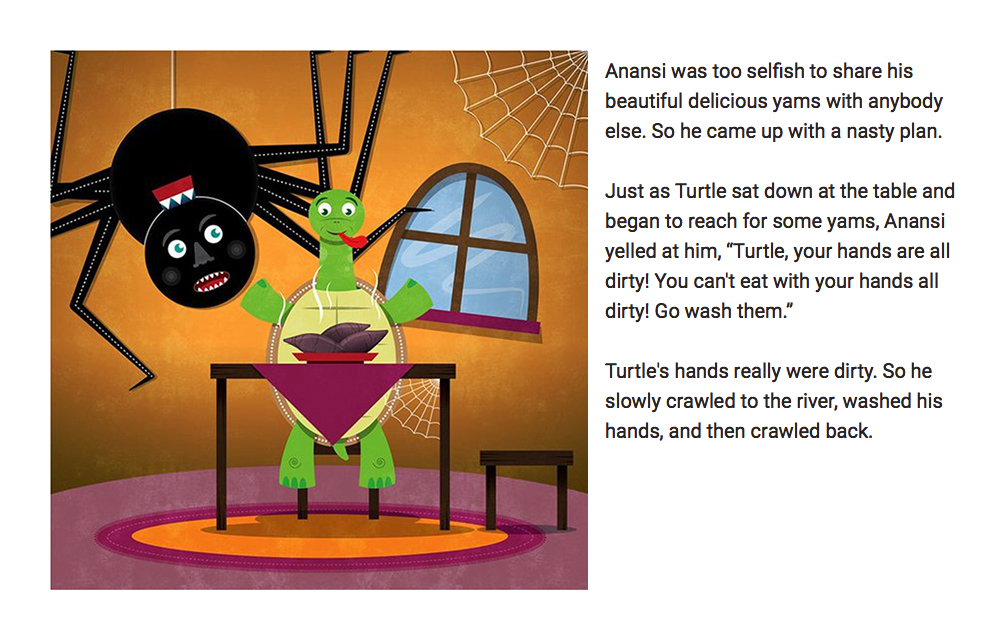 Anansi was too selfish to share his
beautiful delicious yams with anybody
else. So he came up with a nasty plan.
Just as Turtle sat down at the table and
began to reach for some yams, Anansi
yelled at him, “Turtle, your hands are all
dirty! You can't eat with your hands all
dirty! Go wash them.”
Turtle's hands really were dirty. So he
slowly crawled to the river, washed his
hands, and then crawled back.